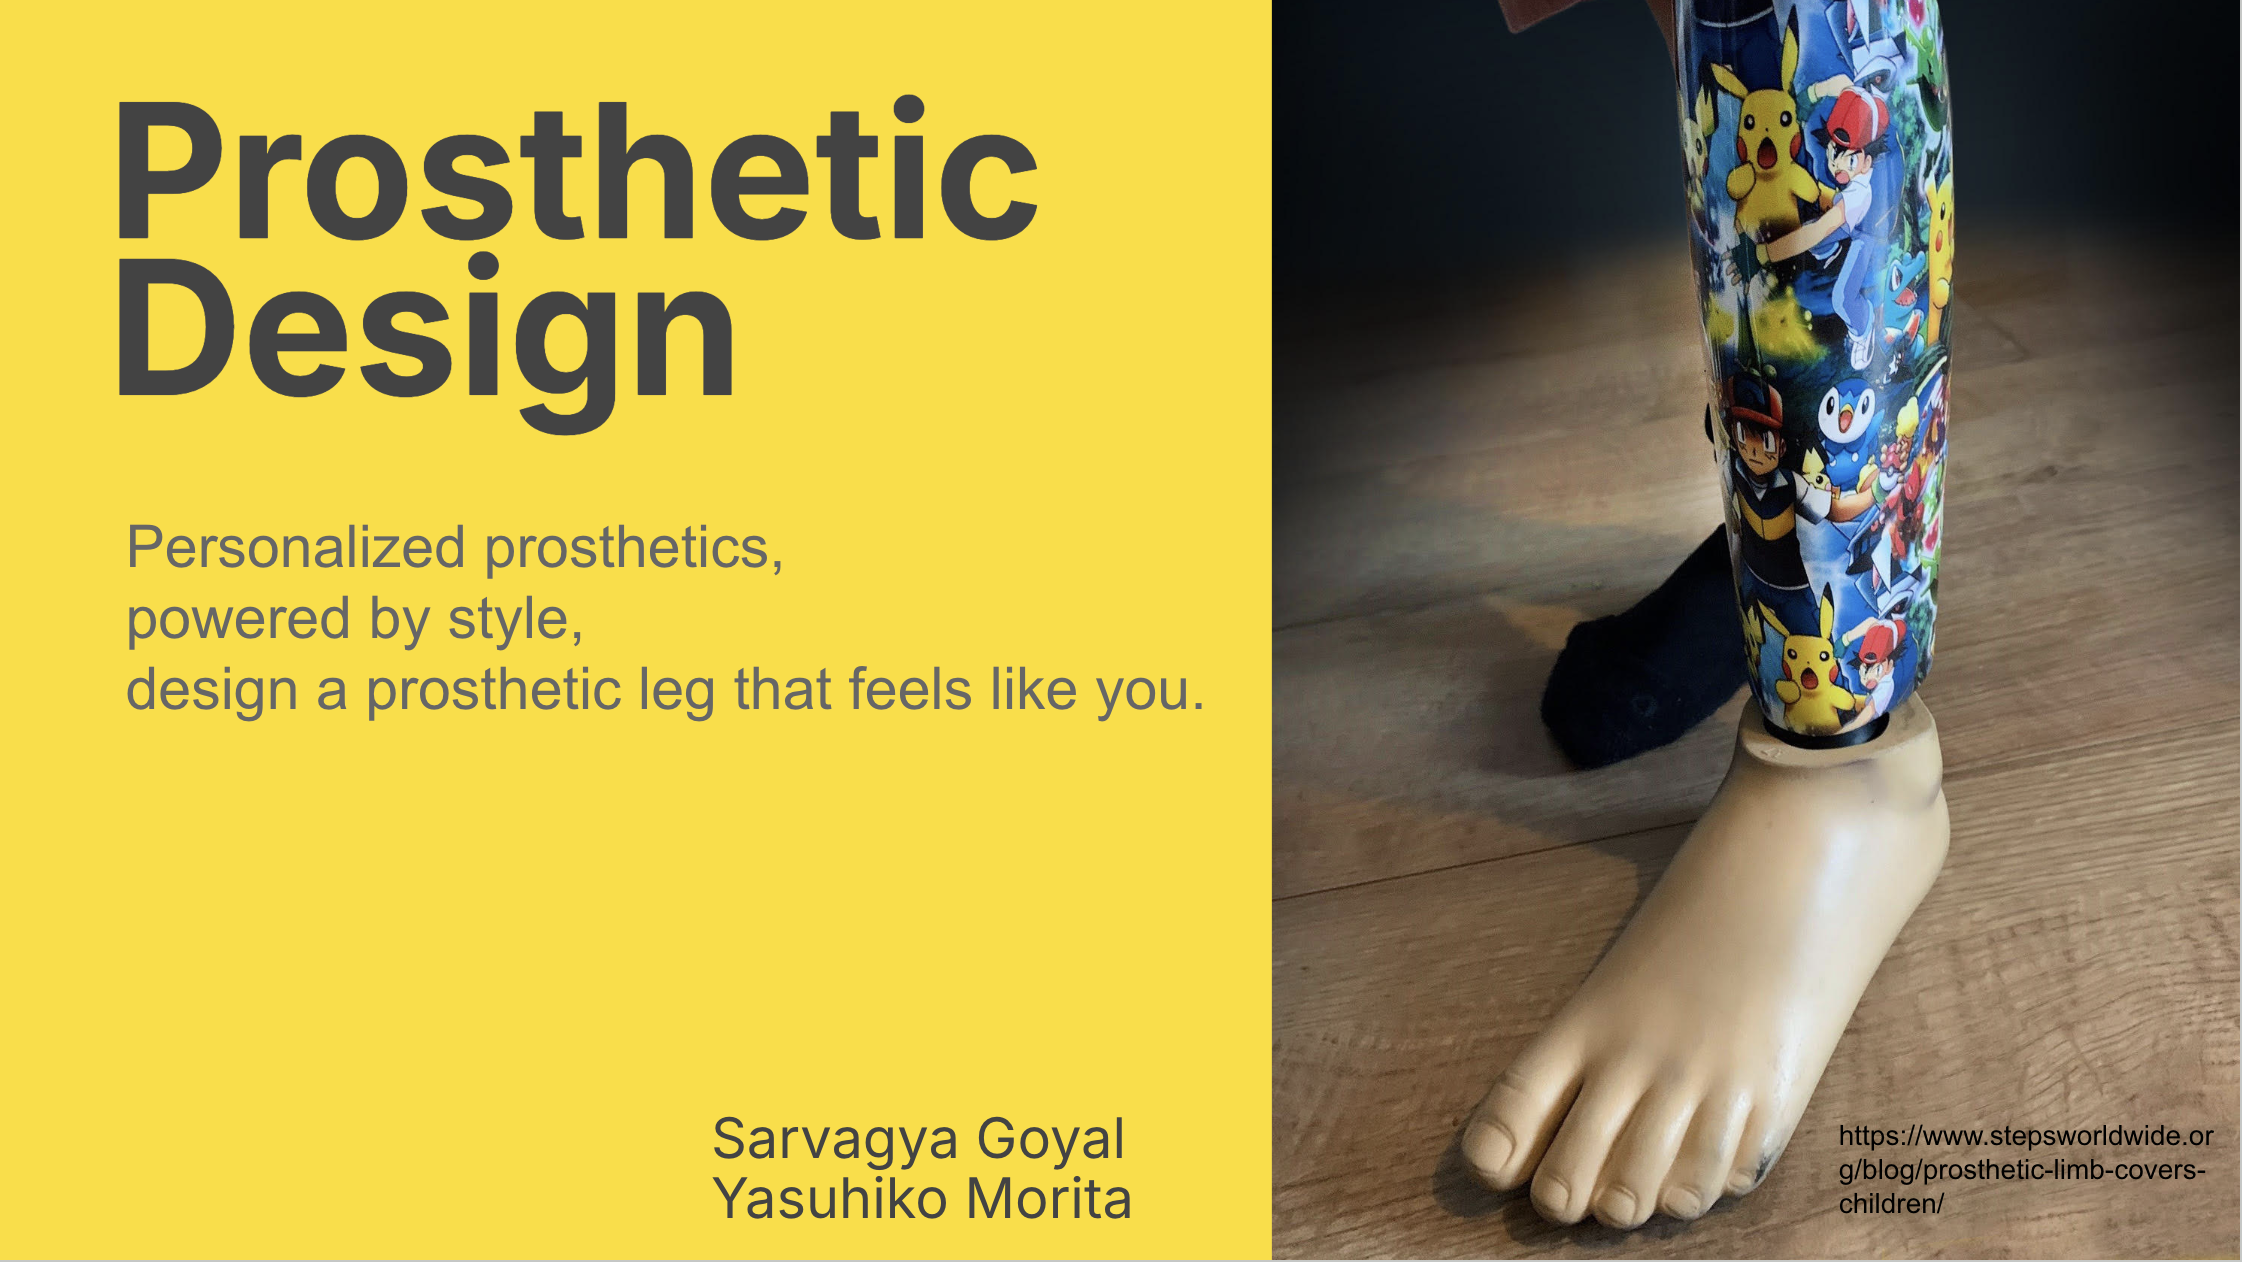 Prosthetic
Design
Personalized prosthetics,
powered by style,
design a prosthetic leg that feels like you.
Sarvagya Goyal
Yasuhiko Morita
https://www.stepsworldwide.or
g/blog/prosthetic-limb-covers-
children/